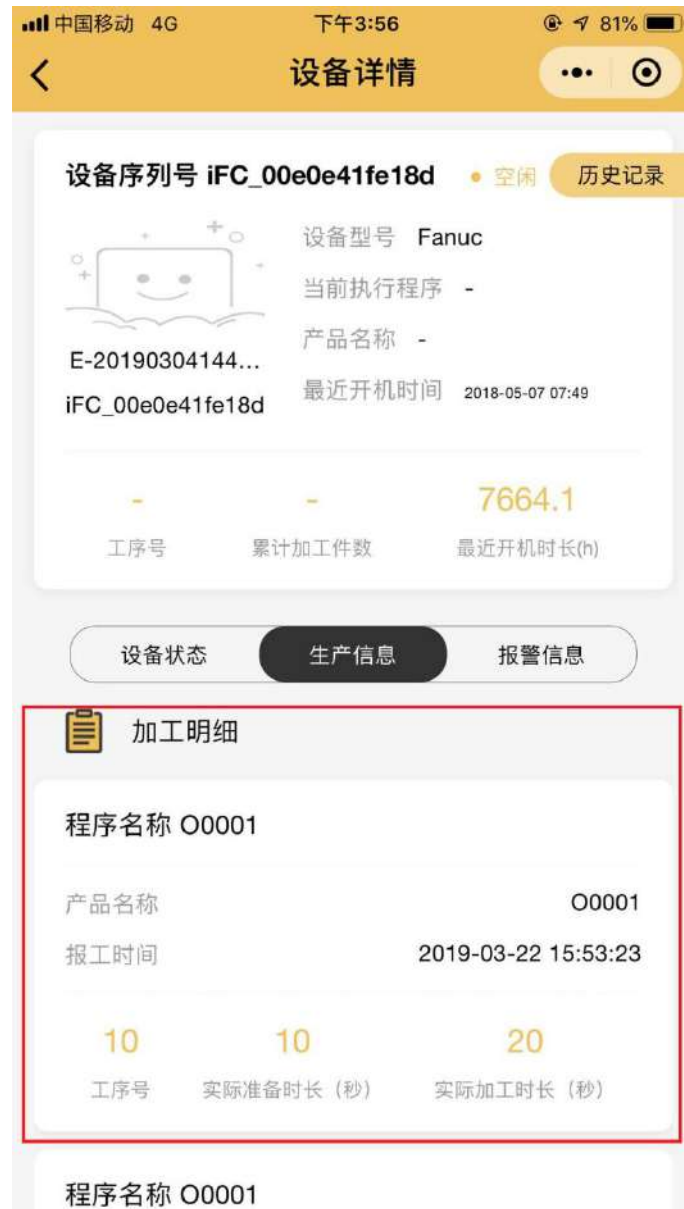 中国移动 4G 下午3:56 81%
设备详情
设备序列号 iFC_00e0e41fe18d 空闲 历史记录
设备型号 Fanuc
当前执行程序 -
产品名称 -
最近开机时间 2018-05-07 07:49
E-20190304144...
iFC_00e0e41fe18d
- - 7664.1
工序号 累计加工件数 最近开机时长(h)
设备状态 生产信息 报警信息
加工明细
程序名称 O0001
产品名称 O0001
报工时间 2019-03-22 15:53:23
10 10 20
工序号 实际准备时长（秒） 实际加工时长（秒）
程序名称 O0001